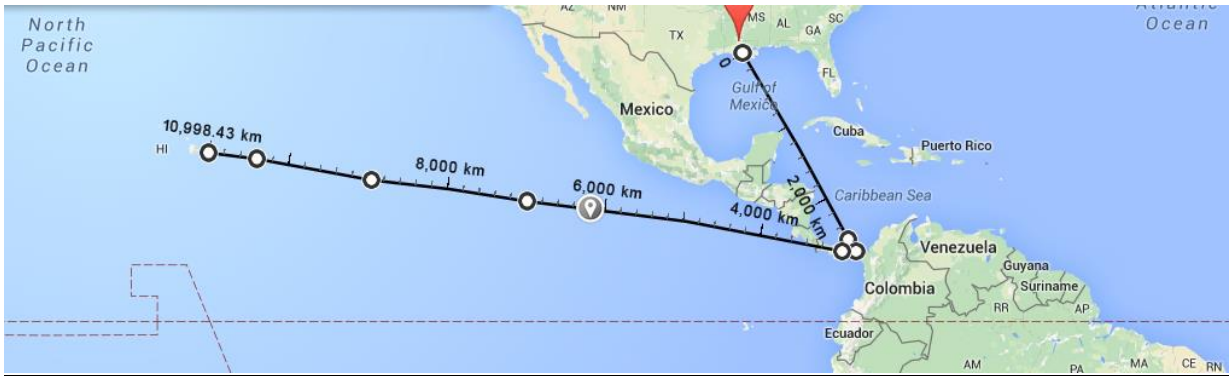 AZ
NM
MS
AL
SC
TX
GA
FL
Atlantic
Ocean
North
Pacific
Ocean
0
Gulf of
Mexico
Mexico
Cuba
Puerto Rico
10,998.43 km
HI
8,000 km
6,000 km
4,000 km
2,000 km
Caribbean Sea
Venezuela
Guyana
Suriname
Colombia
RR
AP
Ecuador
AM
PA
MA
CE
RN